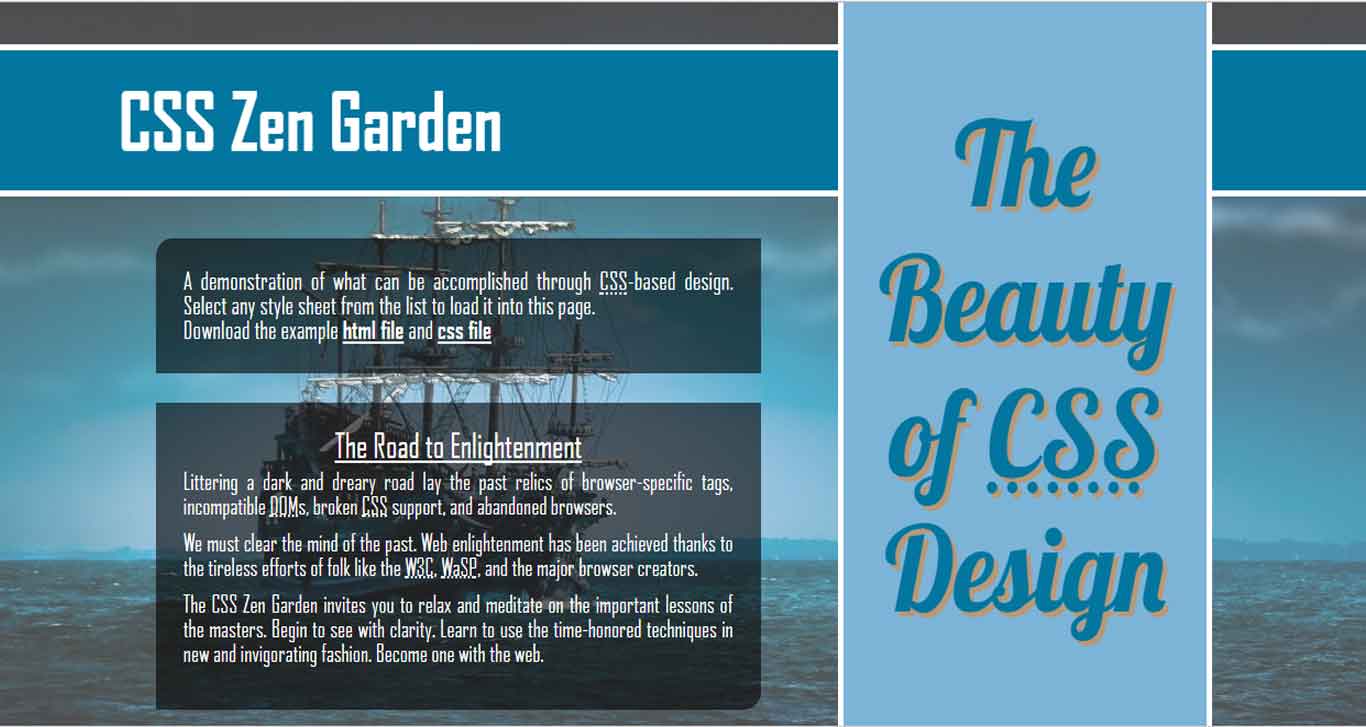 CSS Zen Garden
A demonstration of what can be accomplished through CSS-based design.
Select any style sheet from the list to load it into this page.
Download the example html file and css file
The Road to Enlightenment
Littering a dark and dreary road lay the past relics of browser-specific tags,
incompatible DOMs, broken CSS support, and abandoned browsers.
We must clear the mind of the past. Web enlightenment has been achieved thanks to
the tireless efforts of folk like the W3C, WaSP, and the major browser creators.
The CSS Zen Garden invites you to relax and meditate on the important lessons of
the masters. Begin to see with clarity. Learn to use the time-honored techniques in
new and invigorating fashion. Become one with the web.
The
Beauty
of CSS
Design